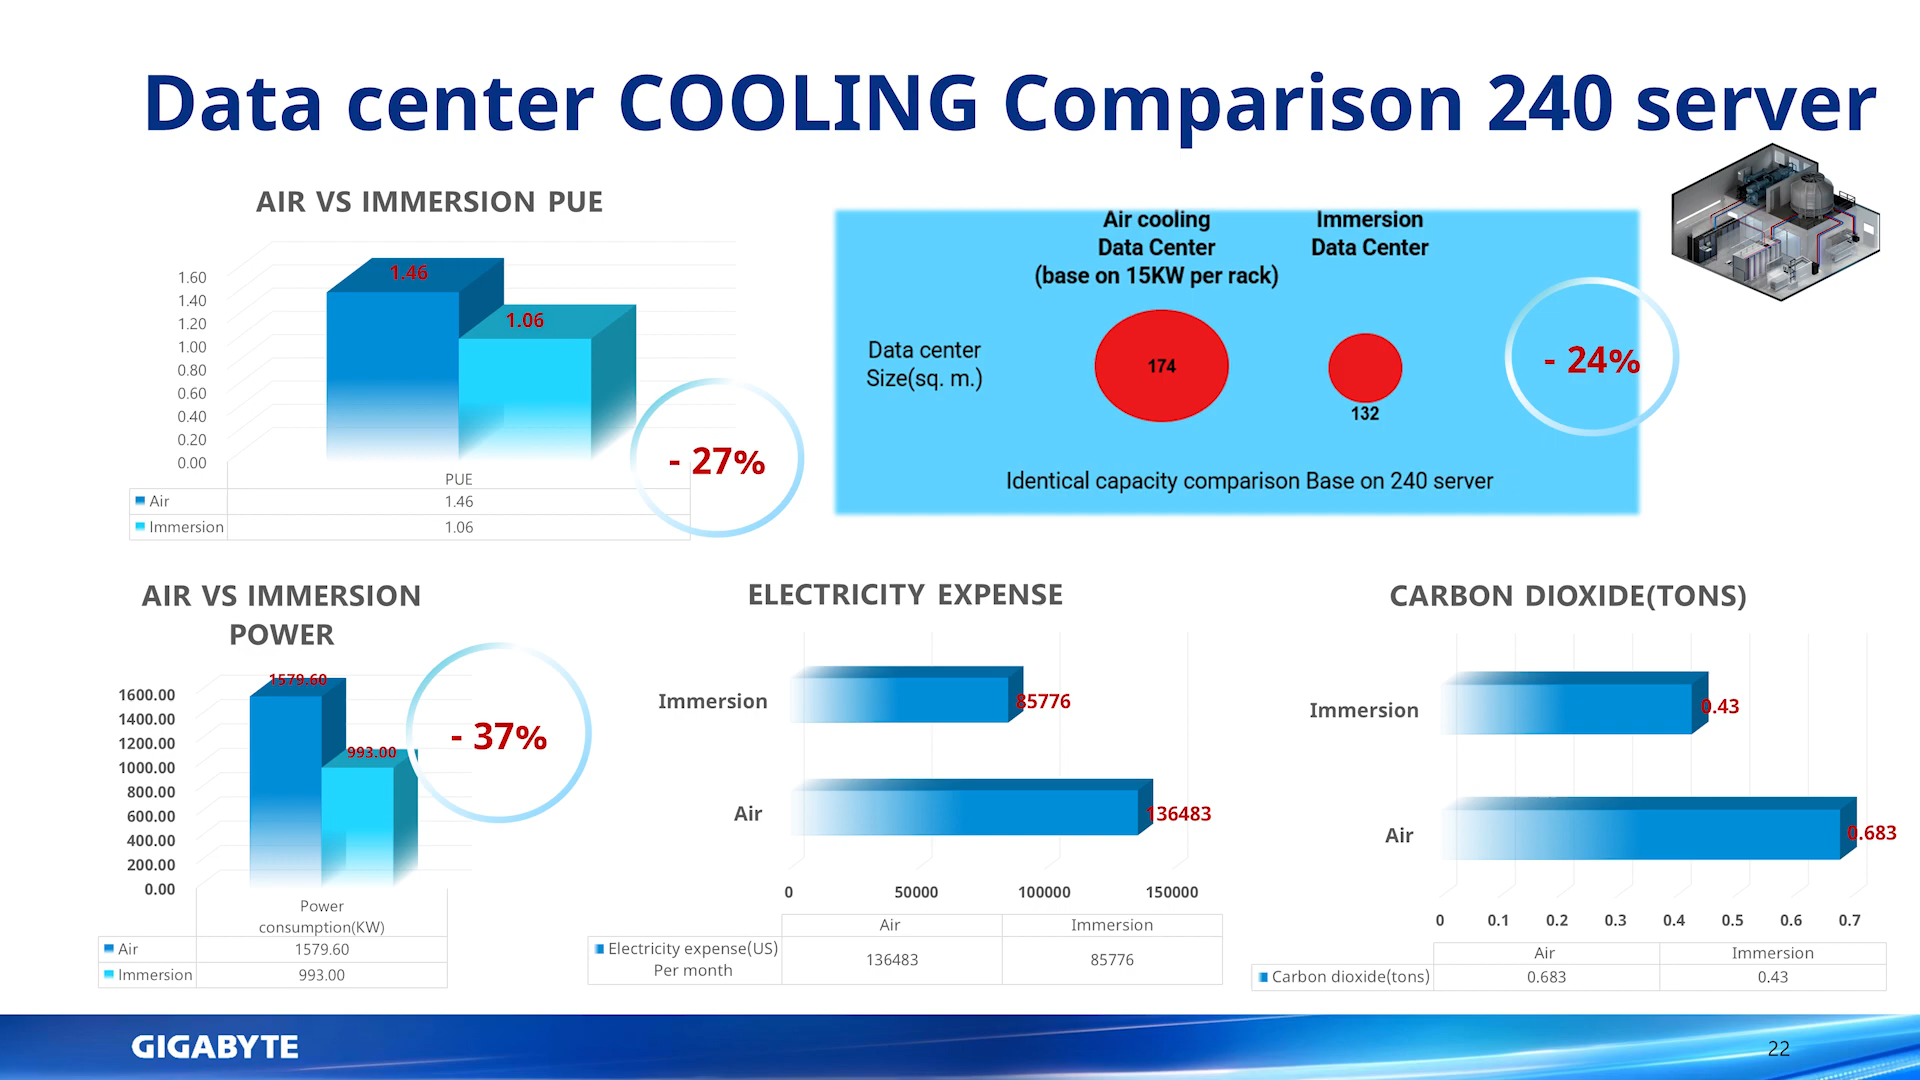 Data center COOLING Comparison 240 server
AIR VS IMMERSION PUE
1.60
1.40
1.20
1.00
0.80
0.60
0.40
0.20
0.00
1.46
1.06
PUE
Air 1.46
Immersion 1.06
- 27%
Air cooling
Data Center
(base on 15KW per rack)
Immersion
Data Center
Data center
Size(sq. m.)
174
132
- 24%
Identical capacity comparison Base on 240 server
AIR VS IMMERSION
POWER
1600.00
1400.00
1200.00
1000.00
800.00
600.00
400.00
200.00
0.00
1579.60
993.00
Power
consumption(KW)
Air 1579.60
Immersion 993.00
- 37%
ELECTRICITY EXPENSE
Immersion 85776
Air 136483
0 50000 100000 150000
Air Immersion
Electricity expense(US)
Per month
136483 85776
CARBON DIOXIDE(TONS)
Immersion 0.43
Air 0.683
0 0.1 0.2 0.3 0.4 0.5 0.6 0.7
Air Immersion
Carbon dioxide(tons) 0.683 0.43
GIGABYTE
22